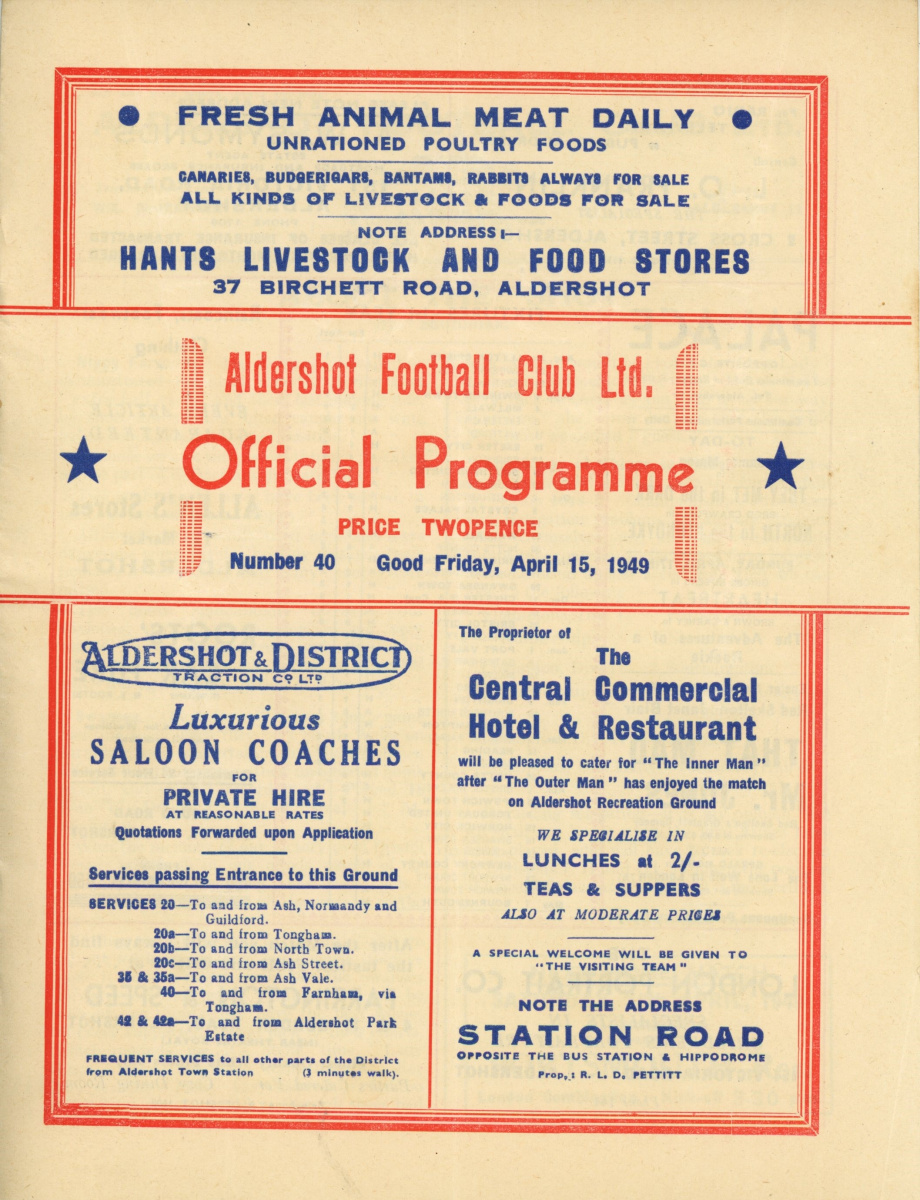 FRESH ANIMAL MEAT DAILY
UNRATIONED POULTRY FOODS
CANARIES, BUDGERIGARS, BANTAMS, RABBITS ALWAYS FOR SALE
ALL KINDS OF LIVESTOCK & FOODS FOR SALE
NOTE ADDRESS:—
HANTS LIVESTOCK AND FOOD STORES
37 BIRCHETT ROAD, ALDERSHOT
Aldershot Football Club Ltd.
Official Programme
PRICE TWOPENCE
Number 40 Good Friday, April 15, 1949
ALDERSHOT & DISTRICT
TRACTION CO LTD
Luxurious
SALOON COACHES
FOR
PRIVATE HIRE
AT REASONABLE RATES
Quotations Forwarded upon Application
Services passing Entrance to this Ground
SERVICES 20—To and from Ash, Normandy and
Guildford.
20a—To and from Tongham.
20b—To and from North Town.
20c—To and from Ash Street.
35 & 35a—To and from Ash Vale.
40—To and from Farnham, via
Tongham.
42 & 42a—To and from Aldershot Park
Estate
FREQUENT SERVICES to all other parts of the District
from Aldershot Town Station (3 minutes walk).
The Proprietor of
The
Central Commercial
Hotel & Restaurant
will be pleased to cater for "The Inner Man"
after "The Outer Man" has enjoyed the match
on Aldershot Recreation Ground
WE SPECIALISE IN
LUNCHES at 2/-
TEAS & SUPPERS
ALSO AT MODERATE PRICES
A SPECIAL WELCOME WILL BE GIVEN TO
"THE VISITING TEAM"
NOTE THE ADDRESS
STATION ROAD
OPPOSITE THE BUS STATION & HIPPODROME
Prop.: R. L. D. PETTITT